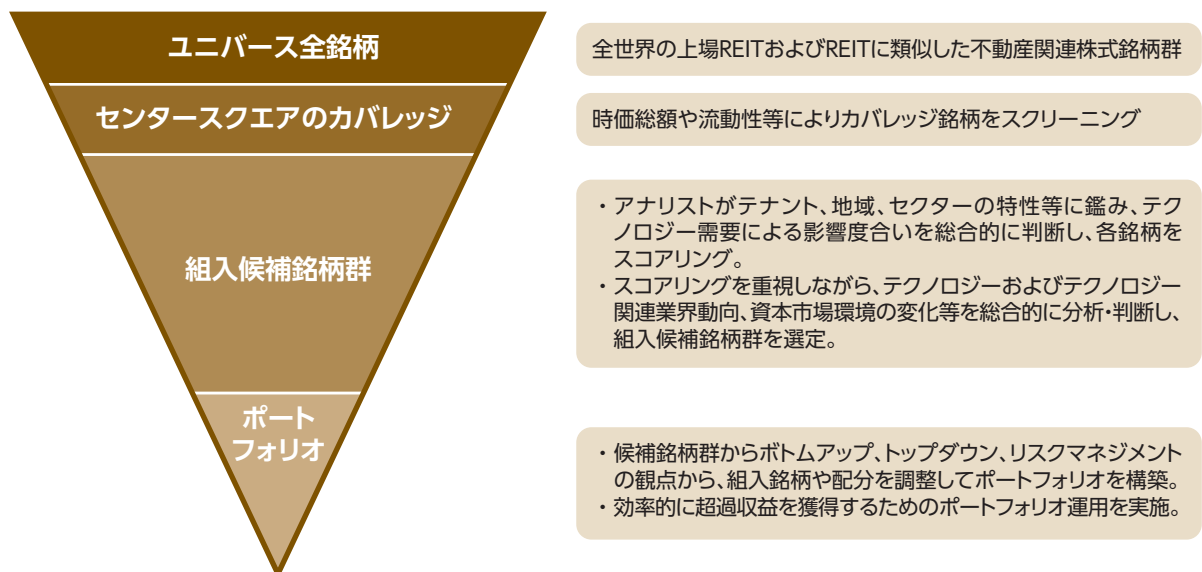 ユニバース全銘柄
全世界の上場REITおよびREITに類似した不動産関連株式銘柄群
センタースクエアのカバレッジ
時価総額や流動性等によりカバレッジ銘柄をスクリーニング
組入候補銘柄群
・アナリストがテナント、地域、セクターの特性等に鑑み、テク
ノロジー需要による影響度合いを総合的に判断し、各銘柄を
スコアリング。
・スコアリングを重視しながら、テクノロジーおよびテクノロジー
関連業界動向、資本市場環境の変化等を総合的に分析・判断し、
組入候補銘柄群を選定。
ポート
フォリオ
・候補銘柄群からボトムアップ、トップダウン、リスクマネジメント
の観点から、組入銘柄や配分を調整してポートフォリオを構築。
・効率的に超過収益を獲得するためのポートフォリオ運用を実施。